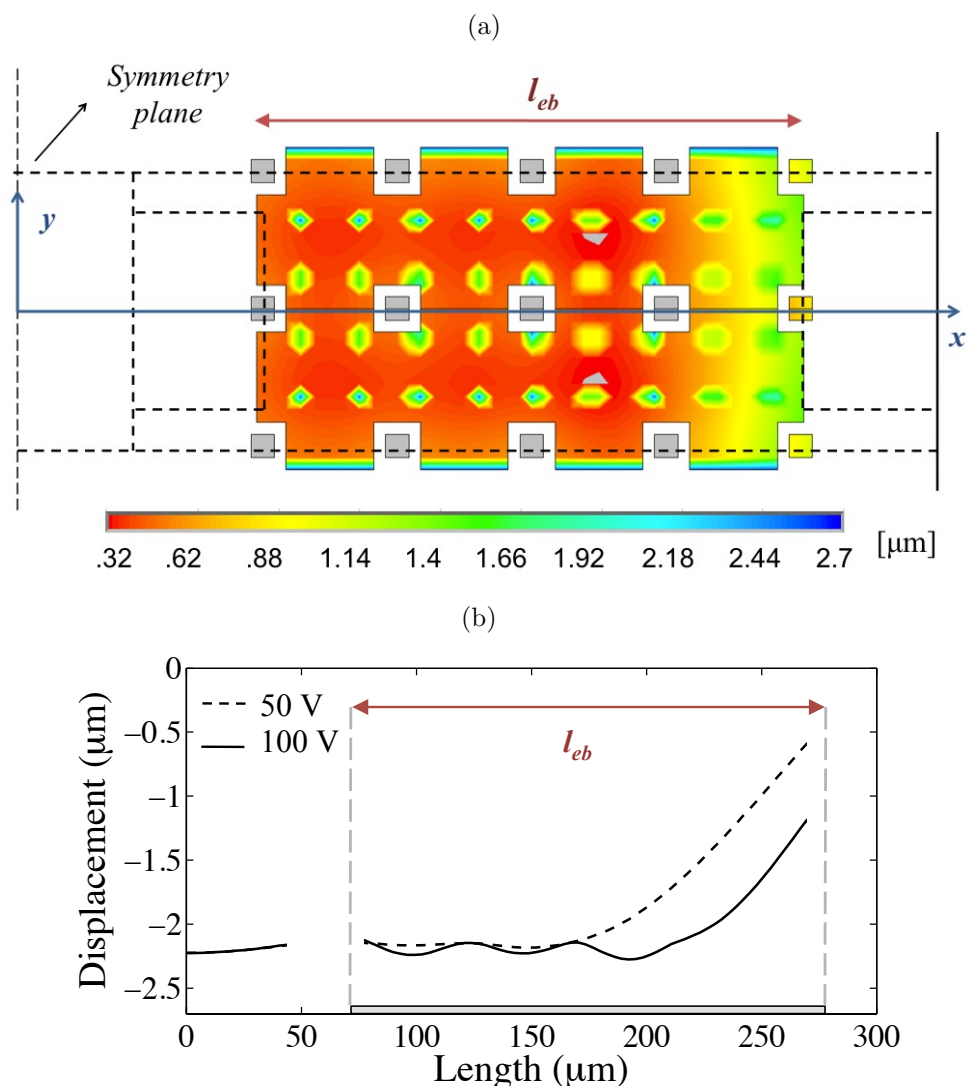 (a)
Symmetry
plane
l_eb
y
x
.32 .62 .88 1.14 1.4 1.66 1.92 2.18 2.44 2.7 [μm]
(b)
0
−0.5
−1
−1.5
−2
−2.5
Displacement (μm)
50 V
100 V
l_eb
0 50 100 150 200 250 300
Length (μm)